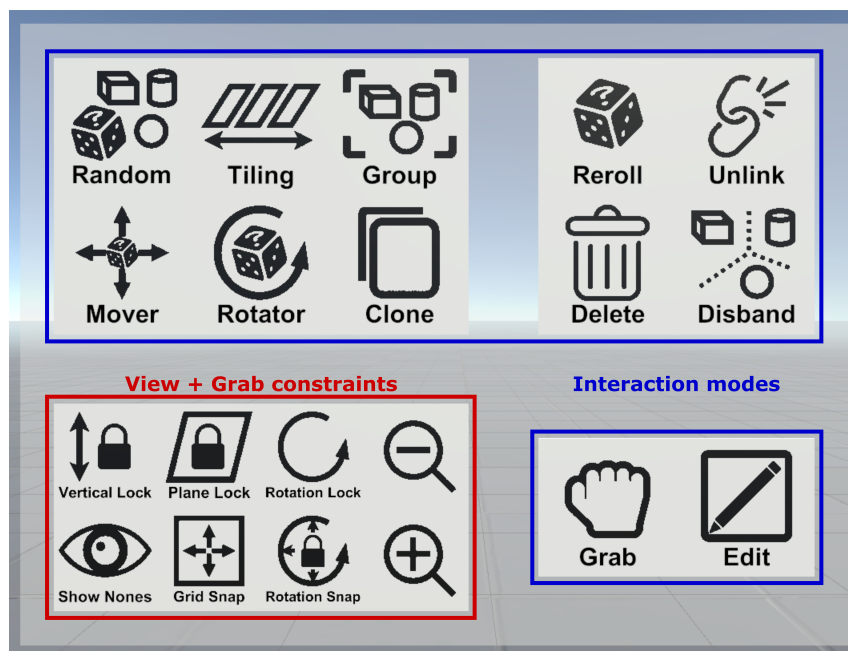 Random Tiling Group Reroll Unlink
Mover Rotator Clone Delete Disband
View + Grab constraints Interaction modes
Vertical Lock Plane Lock Rotation Lock
Grab Edit
Show Nones Grid Snap Rotation Snap